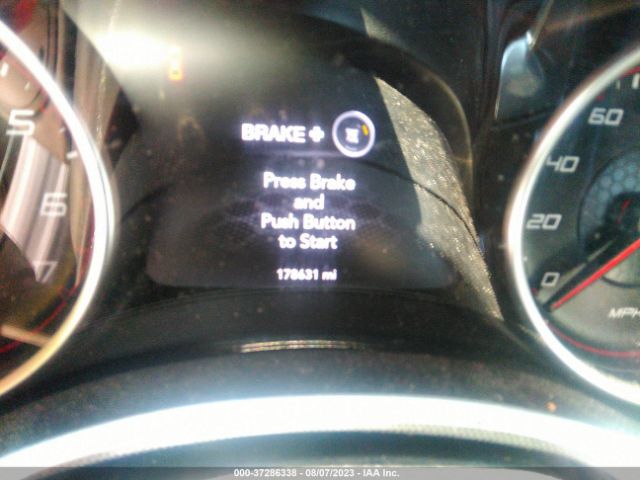 BRAKE +
Press Brake
and
Push Button
to Start
178631 mi
5
6
7
60
40
20
0
MPH
000-37286338 - 08/07/2023 - IAA Inc.